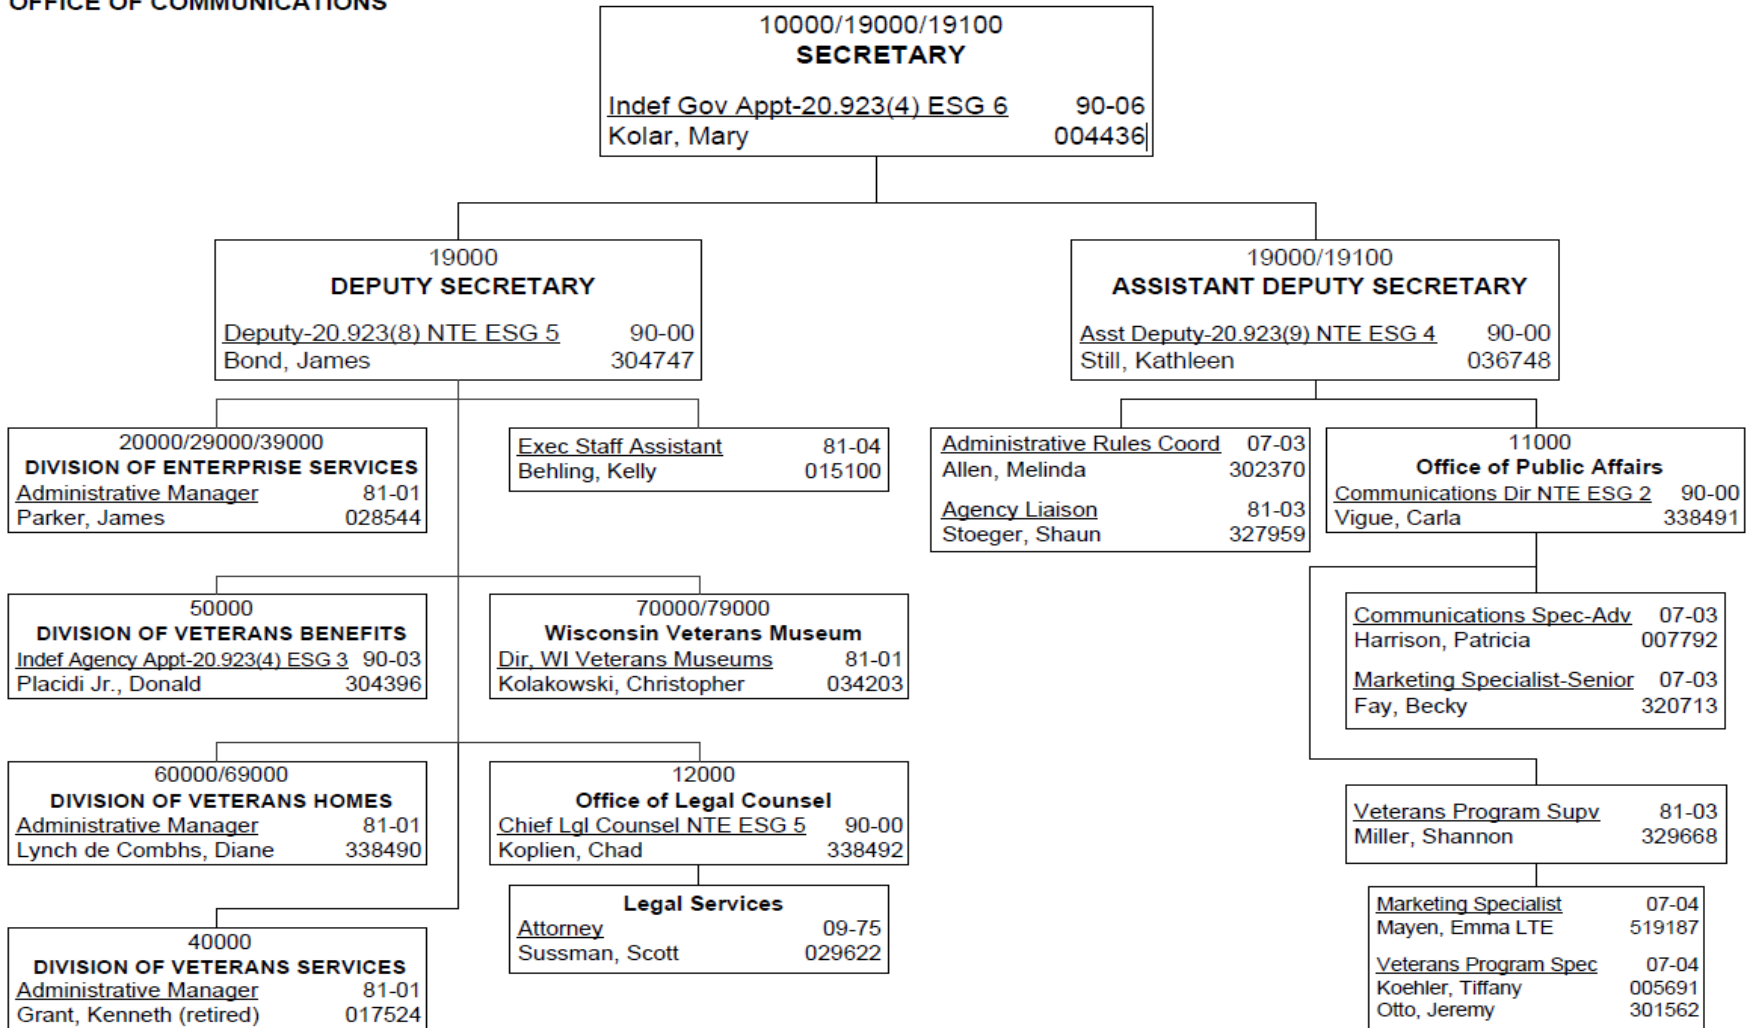 OFFICE OF COMMUNICATIONS
10000/19000/19100
SECRETARY
Indef Gov Appt-20.923(4) ESG 6 90-06
Kolar, Mary 004436
19000
DEPUTY SECRETARY
Deputy-20.923(8) NTE ESG 5 90-00
Bond, James 304747
19000/19100
ASSISTANT DEPUTY SECRETARY
Asst Deputy-20.923(9) NTE ESG 4 90-00
Still, Kathleen 036748
20000/29000/39000
DIVISION OF ENTERPRISE SERVICES
Administrative Manager 81-01
Parker, James 028544
Exec Staff Assistant 81-04
Behling, Kelly 015100
Administrative Rules Coord 07-03
Allen, Melinda 302370
Agency Liaison 81-03
Stoeger, Shaun 327959
11000
Office of Public Affairs
Communications Dir NTE ESG 2 90-00
Vigue, Carla 338491
50000
DIVISION OF VETERANS BENEFITS
Indef Agency Appt-20.923(4) ESG 3 90-03
Placidi Jr., Donald 304396
70000/79000
Wisconsin Veterans Museum
Dir, WI Veterans Museums 81-01
Kolakowski, Christopher 034203
Communications Spec-Adv 07-03
Harrison, Patricia 007792
Marketing Specialist-Senior 07-03
Fay, Becky 320713
60000/69000
DIVISION OF VETERANS HOMES
Administrative Manager 81-01
Lynch de Combhs, Diane 338490
12000
Office of Legal Counsel
Chief Lgl Counsel NTE ESG 5 90-00
Koplien, Chad 338492
Veterans Program Supv 81-03
Miller, Shannon 329668
Legal Services
Attorney 09-75
Sussman, Scott 029622
Marketing Specialist 07-04
Mayen, Emma LTE 519187
Veterans Program Spec 07-04
Koehler, Tiffany 005691
Otto, Jeremy 301562
40000
DIVISION OF VETERANS SERVICES
Administrative Manager 81-01
Grant, Kenneth (retired) 017524